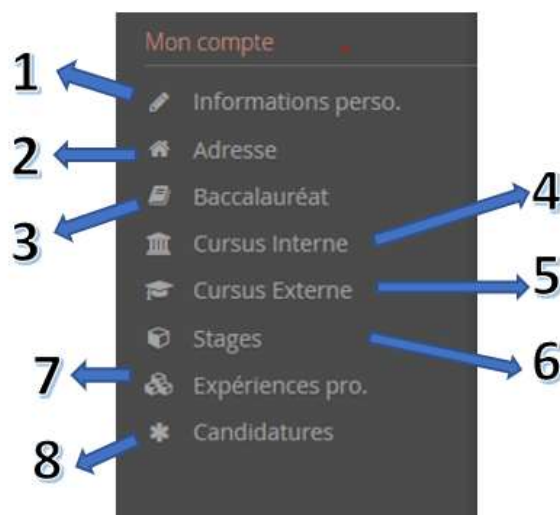 Mon compte
1
Informations perso.
2
Adresse
3
Baccalauréat
4
Cursus Interne
5
Cursus Externe
6
Stages
7
Expériences pro.
8
Candidatures